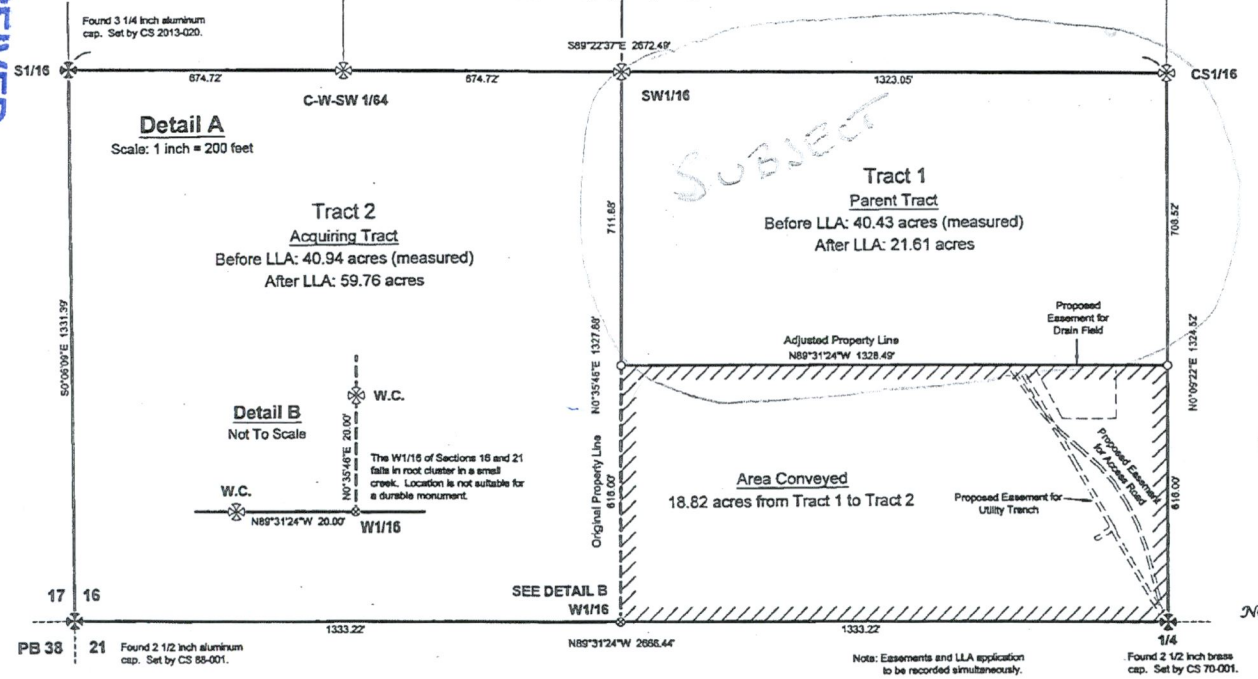 Found 3 1/4 inch aluminum
cap. Set by CS 2013-020.
S89°22'37"E 2672.49'
S1/16
674.72'
674.72'
1323.05'
CS1/16
C-W-SW 1/64
SW1/16
Detail A
Scale: 1 inch = 200 feet
SUBJECT
Tract 1
Parent Tract
Before LLA: 40.43 acres (measured)
After LLA: 21.61 acres
Tract 2
Acquiring Tract
Before LLA: 40.94 acres (measured)
After LLA: 59.76 acres
711.88'
708.52'
S0°06'09"E 1331.39'
N0°35'46"E 1327.88'
N0°09'22"E 1324.52'
Proposed
Easement for
Drain Field
Adjusted Property Line
N89°31'24"W 1328.49'
W.C.
Detail B
Not To Scale
N0°35'46"E 20.00'
The W1/16 of Sections 16 and 21
falls in root cluster in a small
creek. Location is not suitable for
a durable monument.
W.C.
N89°31'24"W 20.00'
W1/16
Original Property Line
616.00'
Area Conveyed
18.82 acres from Tract 1 to Tract 2
Proposed Easement
for Access Road
Proposed Easement for
Utility Trench
616.00'
17 16
SEE DETAIL B
W1/16
1333.22'
N89°31'24"W 2666.44'
1333.22'
1/4
PB 38 21
Found 2 1/2 inch aluminum
cap. Set by CS 88-001.
Note: Easements and LLA application
to be recorded simultaneously.
Found 2 1/2 inch brass
cap. Set by CS 70-001.